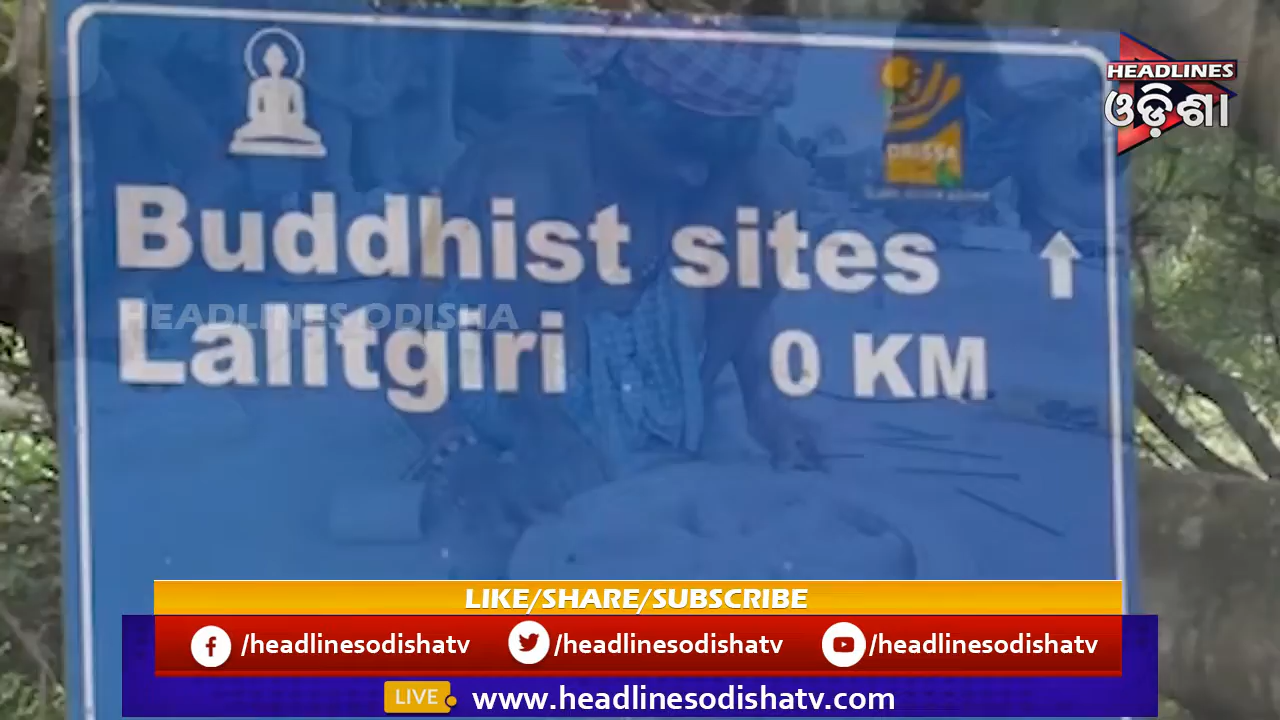 HEADLINES
ଓଡ଼ିଶା
ORISSA
Buddhist sites
HEADLINES ODISHA
Lalitgiri 0 KM
LIKE/SHARE/SUBSCRIBE
/headlinesodishatv /headlinesodishatv /headlinesodishatv
LIVE www.headlinesodishatv.com